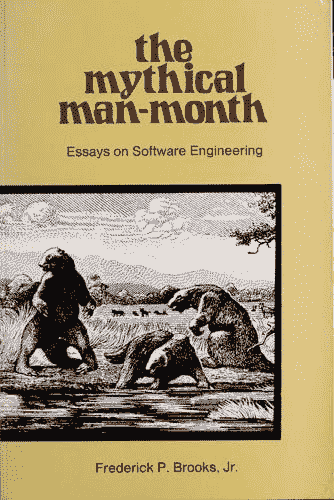 the
mythical
man-month
Essays on Software Engineering
Frederick P. Brooks, Jr.